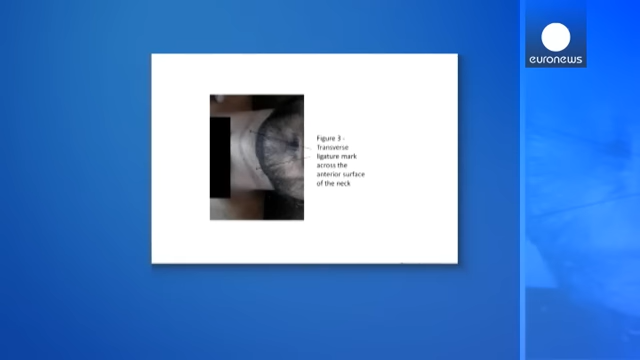 euronews
Figure 3 -
Transverse
ligature mark
across the
anterior surface
of the neck